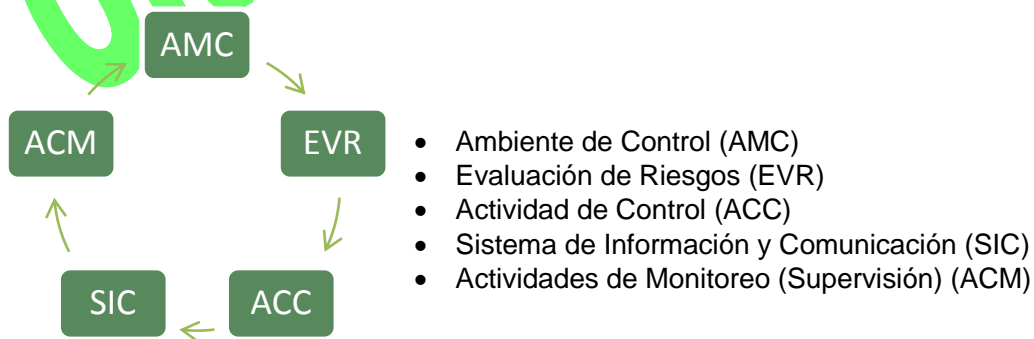 AMC
ACM
EVR
SIC
ACC
• Ambiente de Control (AMC)
• Evaluación de Riesgos (EVR)
• Actividad de Control (ACC)
• Sistema de Información y Comunicación (SIC)
• Actividades de Monitoreo (Supervisión) (ACM)